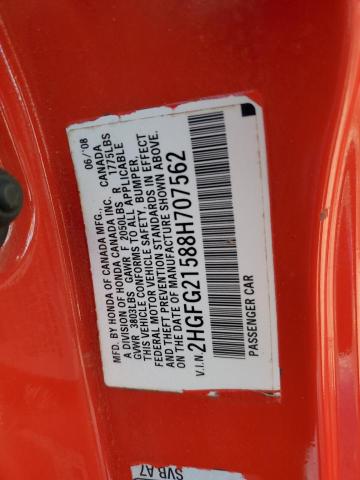 MFD. BY HONDA OF CANADA MFG. 06/'08
A DIVISION OF HONDA CANADA INC. CANADA
GVWR 3803LBS GAWR F 2050LBS R 1775LBS
THIS VEHICLE CONFORMS TO ALL APPLICABLE
FEDERAL MOTOR VEHICLE SAFETY, BUMPER,
PREVENTION STANDARDS IN EFFECT
ON THE DATE OF MANUFACTURE SHOWN ABOVE.
V.I.N. 2HGFG21588H707562
PASSENGER CAR
SVB A7